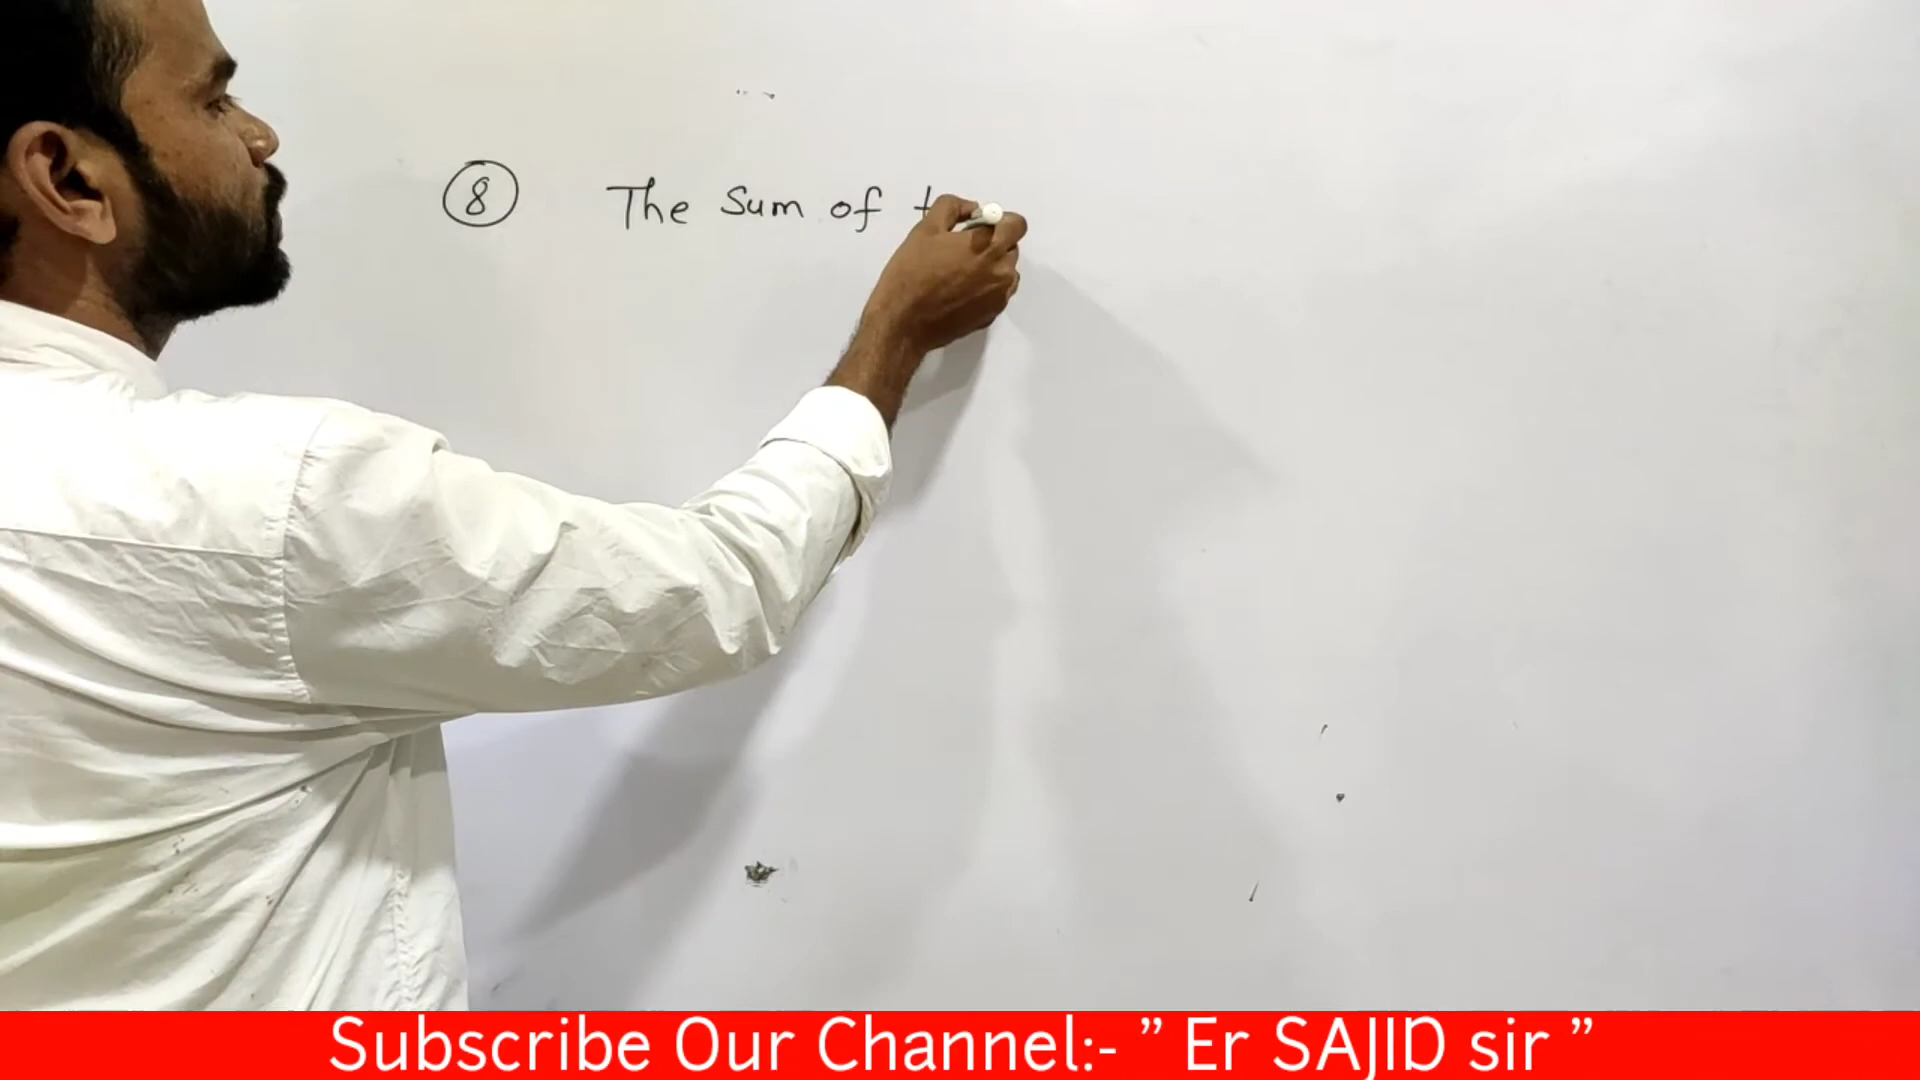 8 The Sum of
Subscribe Our Channel:- ” Er SAJID sir ”